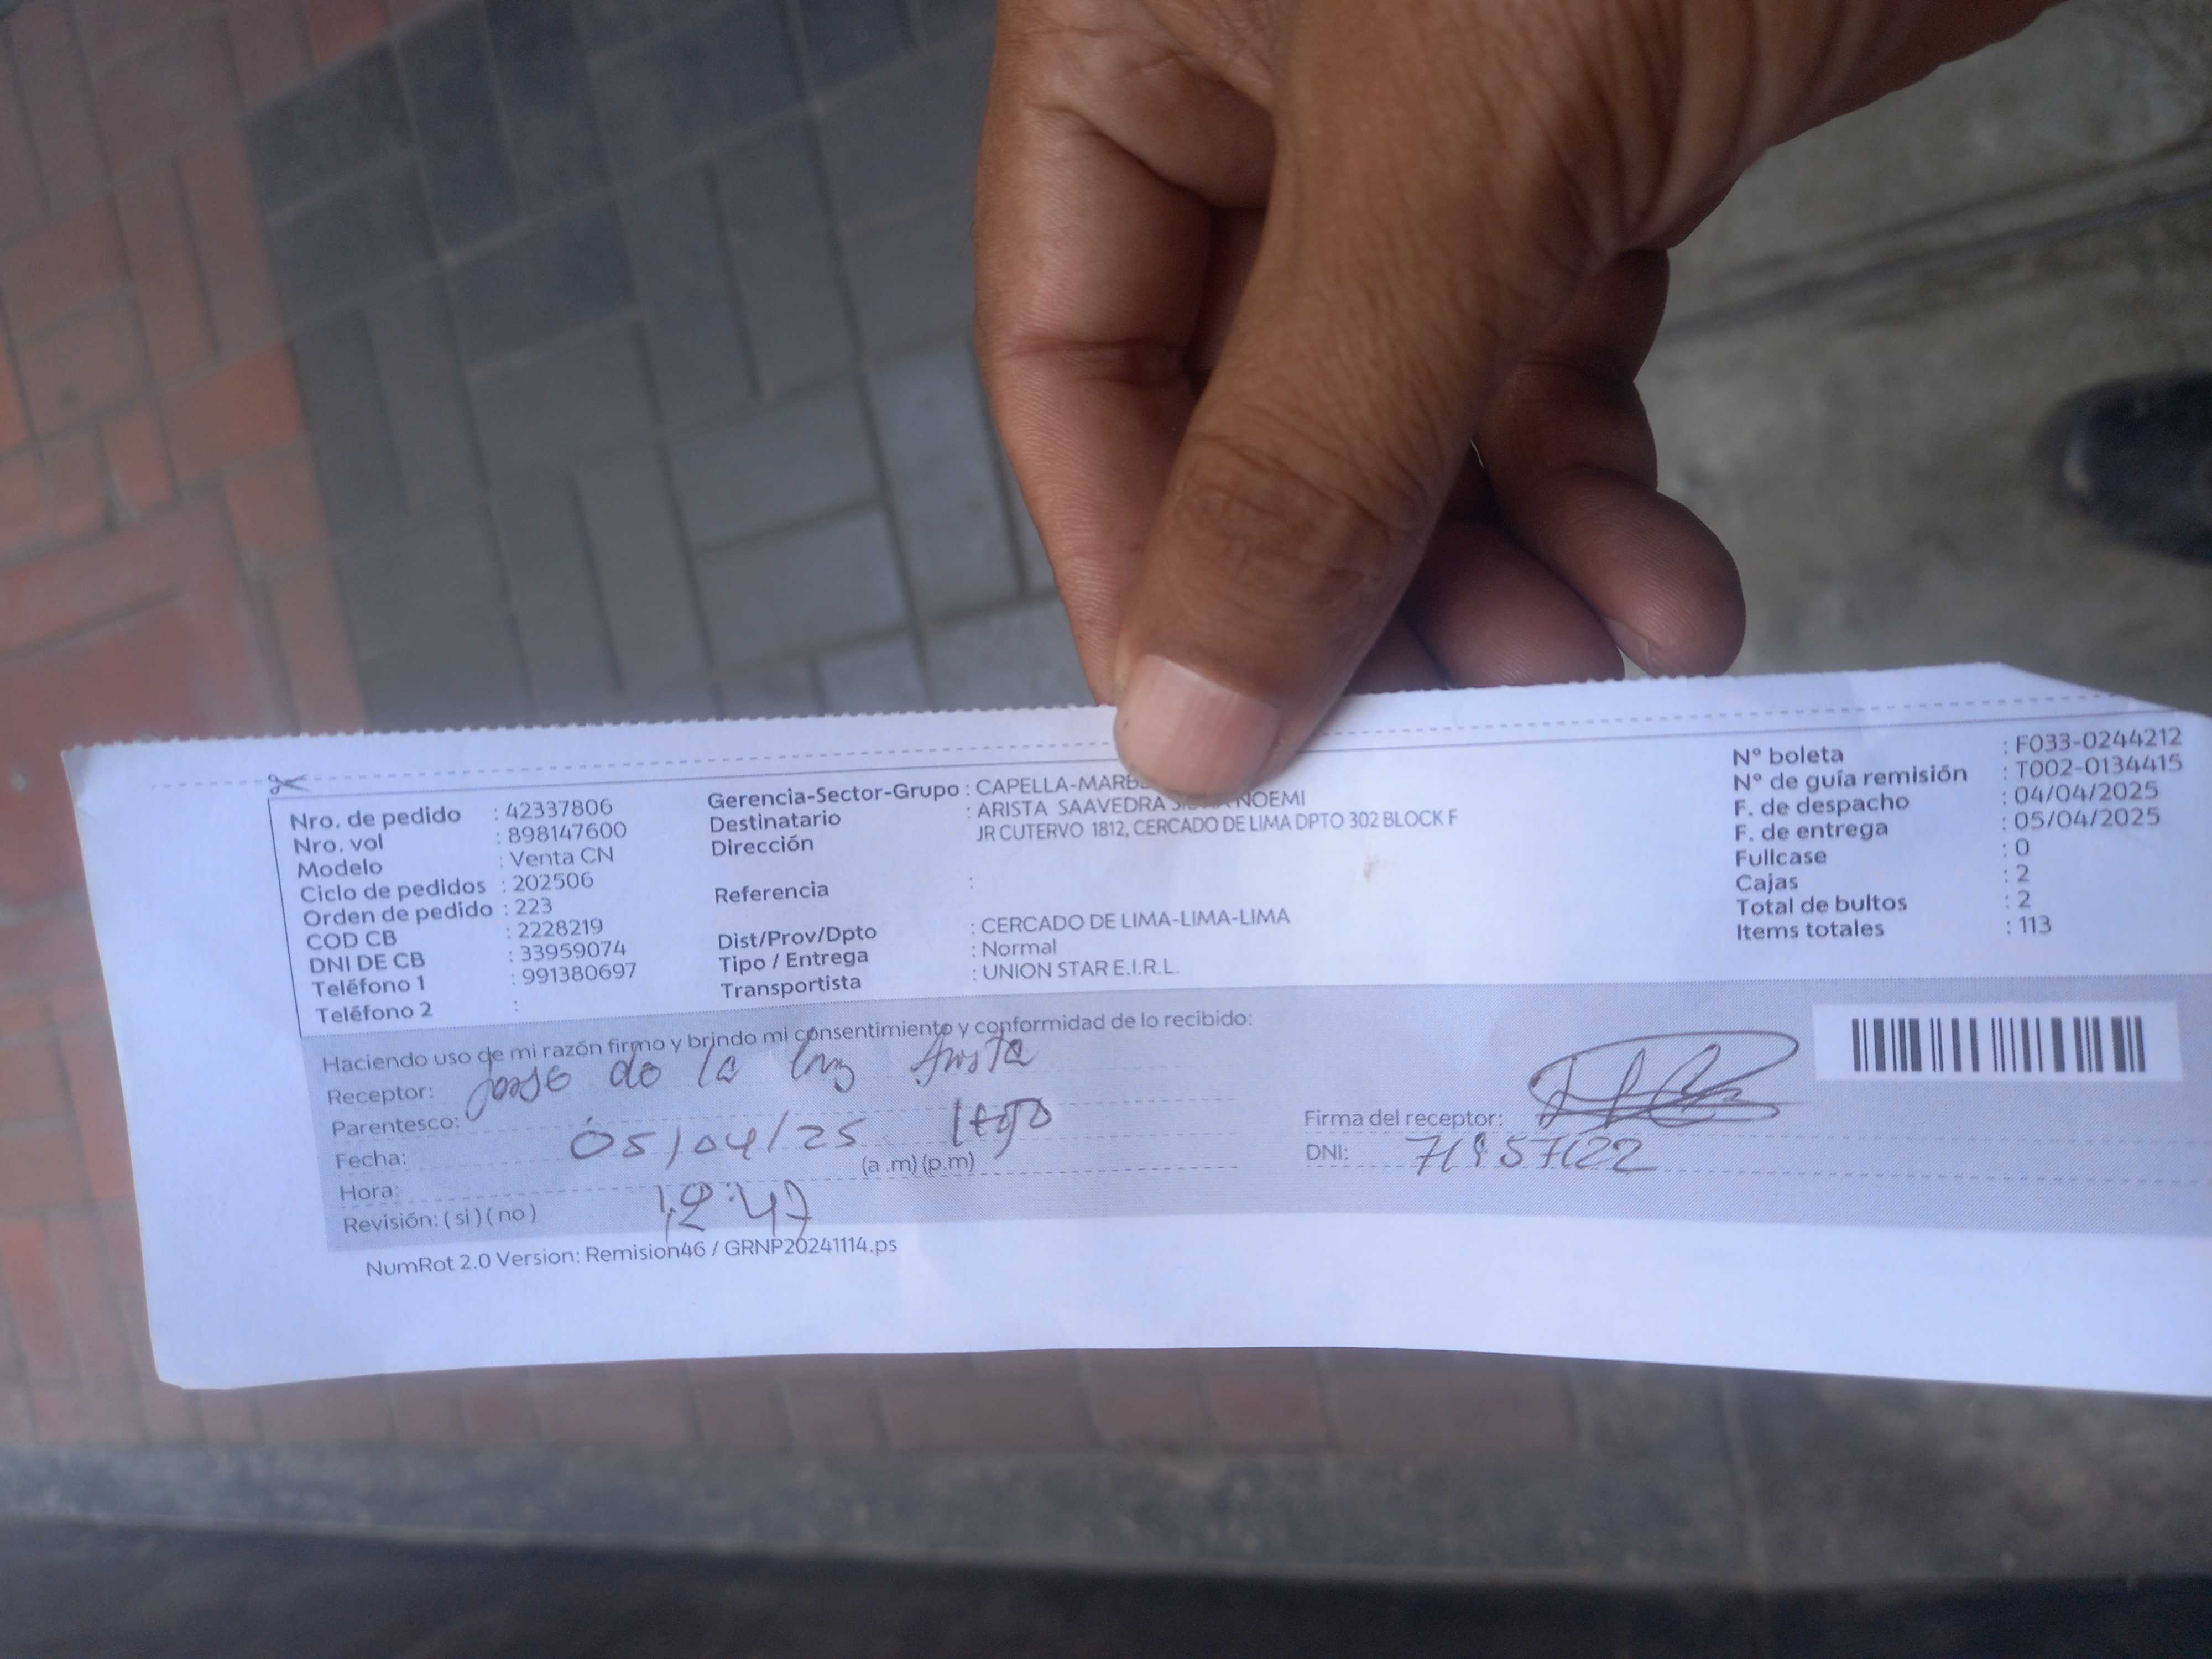 Nro. de pedido : 42337806
Nro. vol : 898147600
Modelo : Venta CN
Ciclo de pedidos : 202506
Orden de pedido : 223
COD CB : 2228219
DNI DE CB : 33959074
Teléfono 1 : 991380697
Teléfono 2 :
Gerencia-Sector-Grupo : CAPELLA-MARB
Destinatario : ARISTA SAAVEDRA NOEMI
Dirección JR CUTERVO 1812, CERCADO DE LIMA DPTO 302 BLOCK F
Referencia :
Dist/Prov/Dpto : CERCADO DE LIMA-LIMA-LIMA
Tipo / Entrega : Normal
Transportista : UNION STAR E.I.R.L.
Nº boleta : F033-0244212
Nº de guía remisión : T002-0134415
F. de despacho : 04/04/2025
F. de entrega : 05/04/2025
Fullcase : 0
Cajas : 2
Total de bultos : 2
Items totales : 113
Haciendo uso de mi razón firmo y brindo mi consentimiento y conformidad de lo recibido:
Receptor: de la Arista
Parentesco:
Fecha: 05/04/25
(a .m) (p.m)
Hora: 12:47
Revisión: ( si ) ( no )
Firma del receptor:
DNI:
NumRot 2.0 Version: Remision46 / GRNP20241114.ps